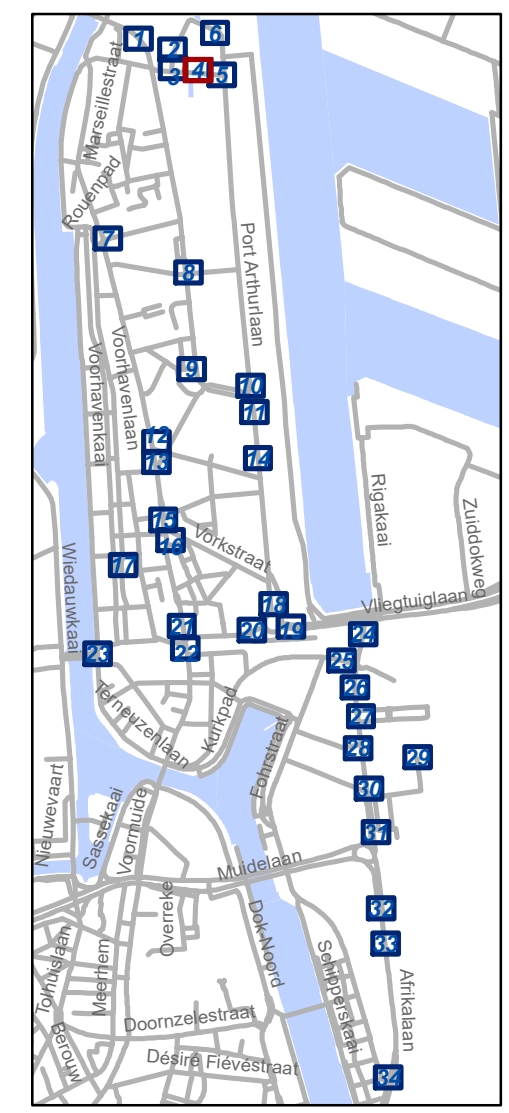 1
2
3
4
5
6
Marseillestraat
Rouenpad
7
8
Port Arthurlaan
Voorhavenlaan
Voorhavenkaai
9
10
11
12
13
14
Rigakaai
Zuiddokweg
15
16
Vorkstraat
17
Wiedauwkaai
18
19
20
21
22
23
Vliegtuiglaan
24
25
26
27
28
29
30
31
Terneuzenlaan
Kurkpad
Fohrstraat
Nieuwevaart
Sassekaai
Voormuide
Muidelaan
32
33
34
Overreke
Dok-Noord
Schipperskaai
Afrikalaan
Tolhuislaan
Meerhem
Berouw
Doornzelestraat
Désiré Fiévéstraat